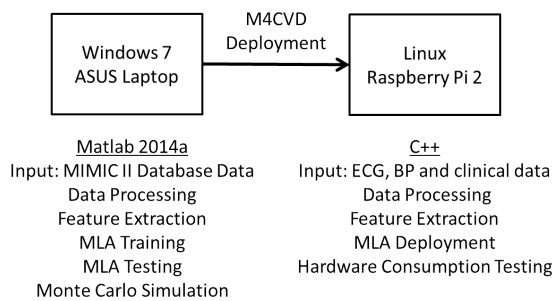 Windows 7
ASUS Laptop
M4CVD
Deployment
Linux
Raspberry Pi 2
Matlab 2014a
Input: MIMIC II Database Data
Data Processing
Feature Extraction
MLA Training
MLA Testing
Monte Carlo Simulation
C++
Input: ECG, BP and clinical data
Data Processing
Feature Extraction
MLA Deployment
Hardware Consumption Testing